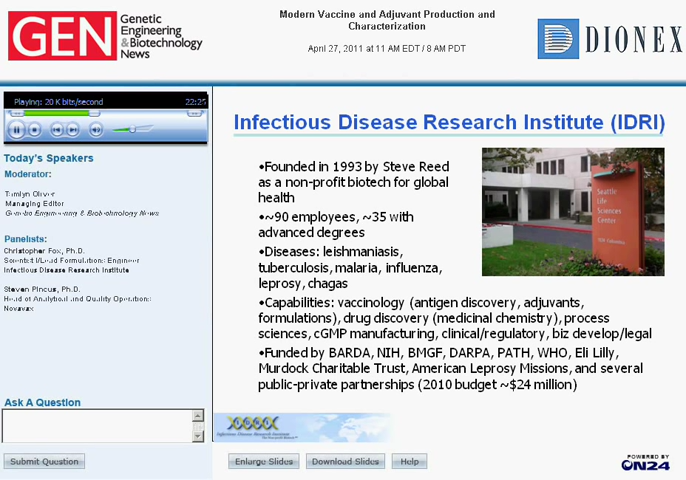 GEN
Genetic
Engineering
& Biotechnology
News
Modern Vaccine and Adjuvant Production and
Characterization
April 27, 2011 at 11 AM EDT / 8 AM PDT
DIONEX
Playing: 20 K bits/second 22:25
Today's Speakers
Moderator:
Tamlyn Oliver
Managing Editor
Genetic Engineering & Biotechnology News
Panelists:
Christopher Fox, Ph.D.
Scientist I/Lead Formulations Engineer
Infectious Disease Research Institute
Steven Pincus, Ph.D.
Head of Analytical and Quality Operations
Novavax
Ask A Question
Submit Question
Infectious Disease Research Institute (IDRI)
•Founded in 1993 by Steve Reed
as a non-profit biotech for global
health
•~90 employees, ~35 with
advanced degrees
•Diseases: leishmaniasis,
tuberculosis, malaria, influenza,
leprosy, chagas
•Capabilities: vaccinology (antigen discovery, adjuvants,
formulations), drug discovery (medicinal chemistry), process
sciences, cGMP manufacturing, clinical/regulatory, biz develop/legal
•Funded by BARDA, NIH, BMGF, DARPA, PATH, WHO, Eli Lilly,
Murdock Charitable Trust, American Leprosy Missions, and several
public-private partnerships (2010 budget ~$24 million)
Seattle
Life
Sciences
Center
Infectious Disease Research Institute
Enlarge Slides
Download Slides
Help
POWERED BY
ON24